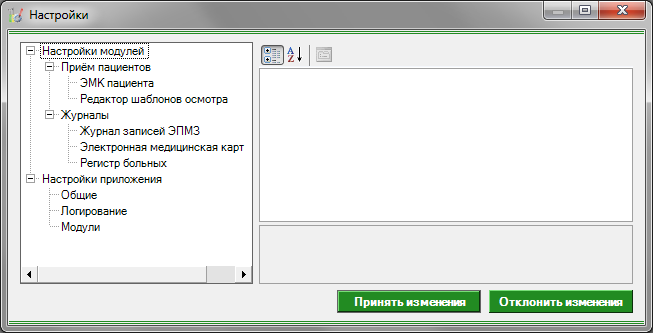 Настройки
Настройки модулей
Приём пациентов
ЭМК пациента
Редактор шаблонов осмотра
Журналы
Журнал записей ЭПМЗ
Электронная медицинская карт
Регистр больных
Настройки приложения
Общие
Логирование
Модули
A
Z
Принять изменения
Отклонить изменения